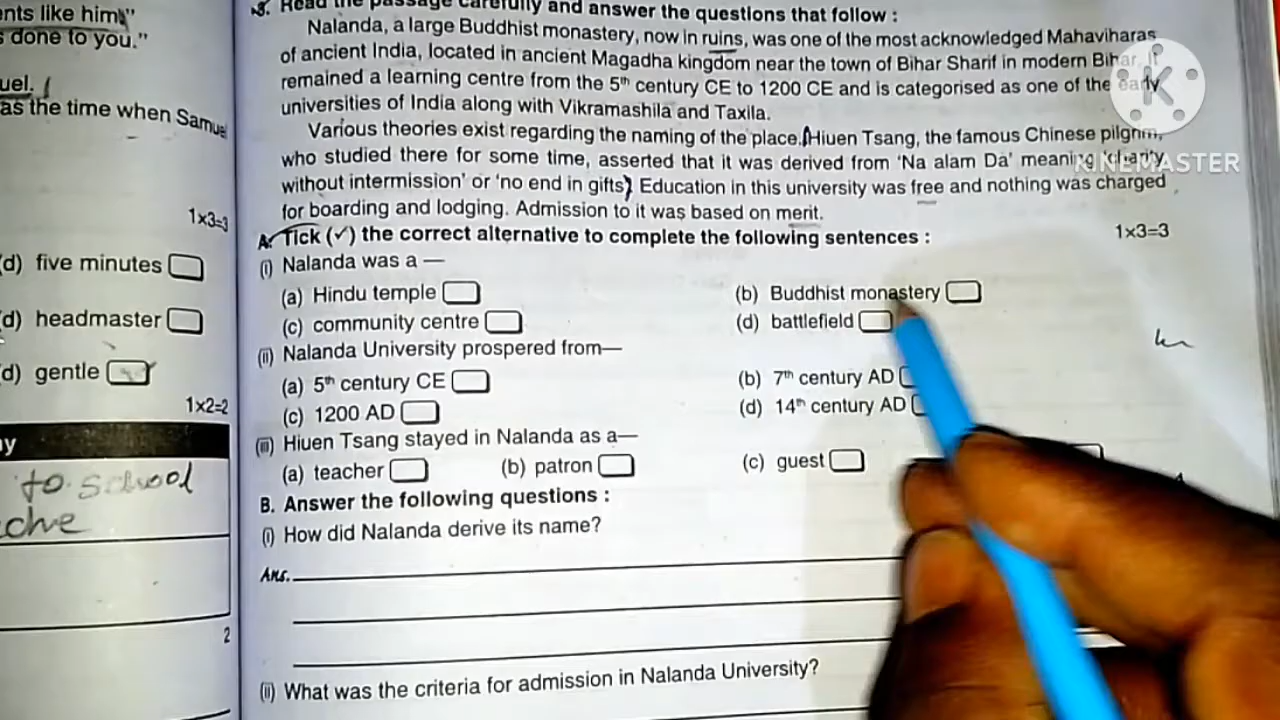 ents like him."
s done to you."
uel.
as the time when Samuel
1×3=3
(d) five minutes
(d) headmaster
(d) gentle
1×2=2
ay
to school
che
2
3. Read the passage carefully and answer the questions that follow :
Nalanda, a large Buddhist monastery, now in ruins, was one of the most acknowledged Mahaviharas
of ancient India, located in ancient Magadha kingdom near the town of Bihar Sharif in modern Bihar. It
remained a learning centre from the 5th century CE to 1200 CE and is categorised as one of the early
universities of India along with Vikramashila and Taxila.
Various theories exist regarding the naming of the place. Hiuen Tsang, the famous Chinese pilgrim,
who studied there for some time, asserted that it was derived from 'Na alam Da' meaning 'charity
without intermission' or 'no end in gifts'. Education in this university was free and nothing was charged
for boarding and lodging. Admission to it was based on merit.
A. Tick (✓) the correct alternative to complete the following sentences :
1×3=3
(i) Nalanda was a —
(a) Hindu temple
(b) Buddhist monastery
(c) community centre
(d) battlefield
(ii) Nalanda University prospered from—
(a) 5th century CE
(b) 7th century AD
(c) 1200 AD
(d) 14th century AD
(iii) Hiuen Tsang stayed in Nalanda as a—
(a) teacher
(b) patron
(c) guest
B. Answer the following questions :
(i) How did Nalanda derive its name?
Ans.
(ii) What was the criteria for admission in Nalanda University?
K
KINEMASTER